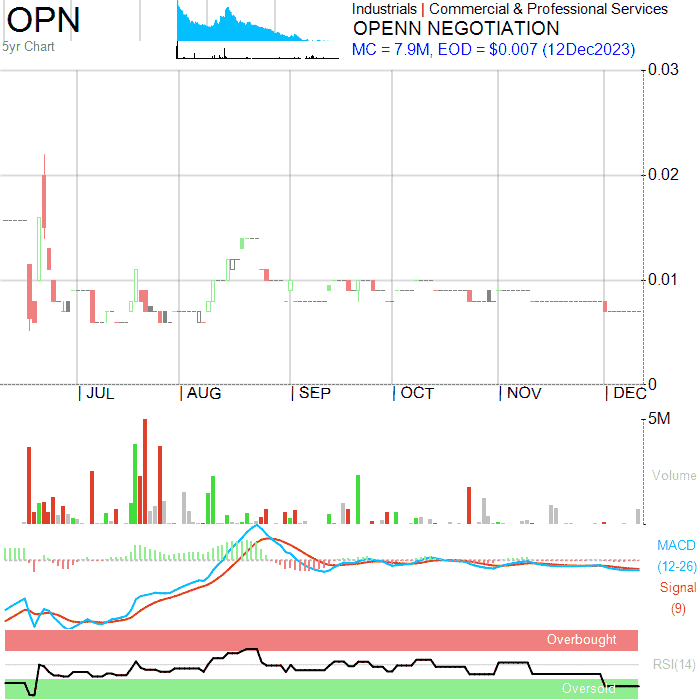 OPN
5yr Chart
Industrials | Commercial & Professional Services
OPENN NEGOTIATION
MC = 7.9M, EOD = $0.007 (12Dec2023)
0.03
0.02
0.01
0
JUL
AUG
SEP
OCT
NOV
DEC
5M
Volume
MACD
(12-26)
Signal
(9)
Overbought
RSI(14)
Oversold